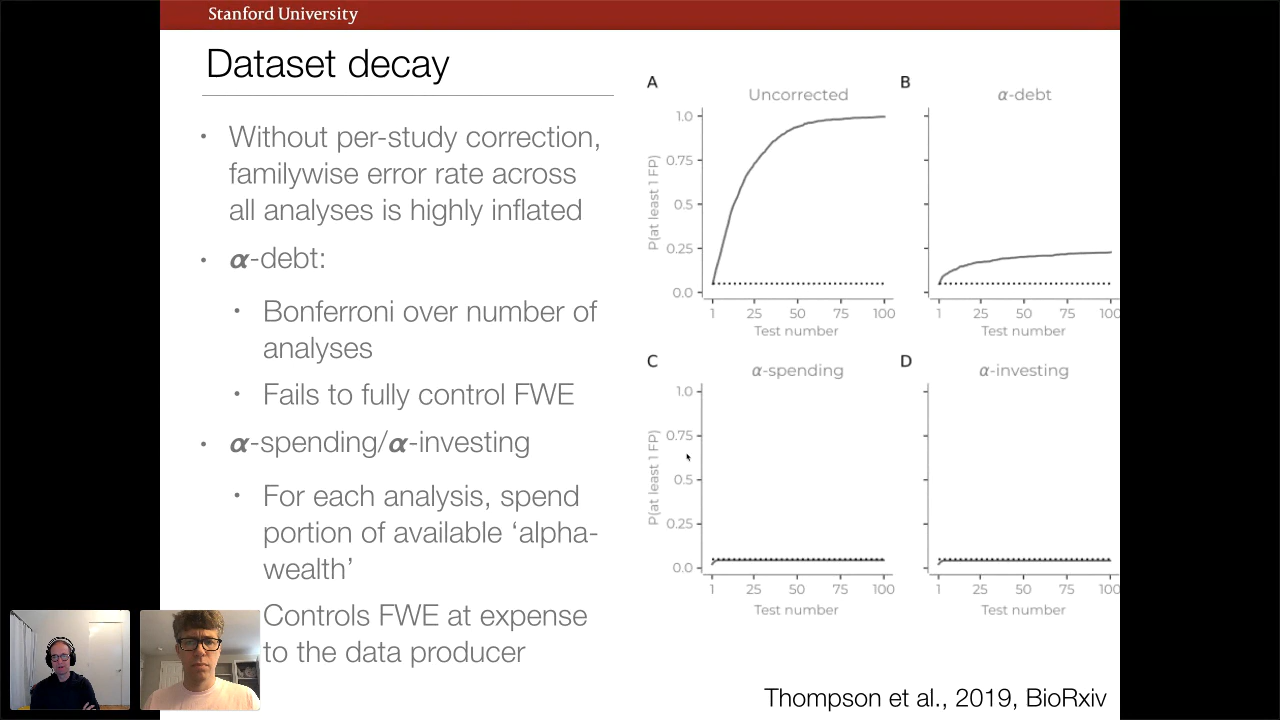 Stanford University
Dataset decay
• Without per-study correction,
familywise error rate across
all analyses is highly inflated
• α-debt:
• Bonferroni over number of
analyses
• Fails to fully control FWE
• α-spending/α-investing
• For each analysis, spend
portion of available ‘alpha-
wealth’
Controls FWE at expense
to the data producer
A
Uncorrected
P(at least 1 FP)
1.0
0.75
0.5
0.25
0.0
1 25 50 75 100
Test number
B
α-debt
1 25 50 75 100
Test number
C
α-spending
P(at least 1 FP)
1.0
0.75
0.5
0.25
0.0
1 25 50 75 100
Test number
D
α-investing
1 25 50 75 100
Test number
Thompson et al., 2019, BioRxiv